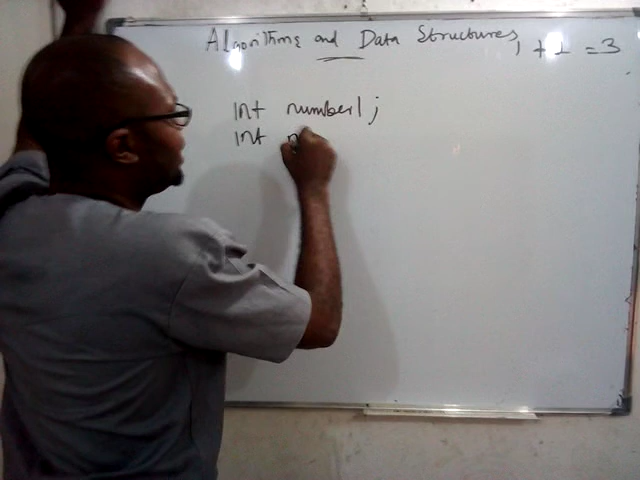 Algorithms and Data Structures
1 + 1 = 3
int number1;
int n